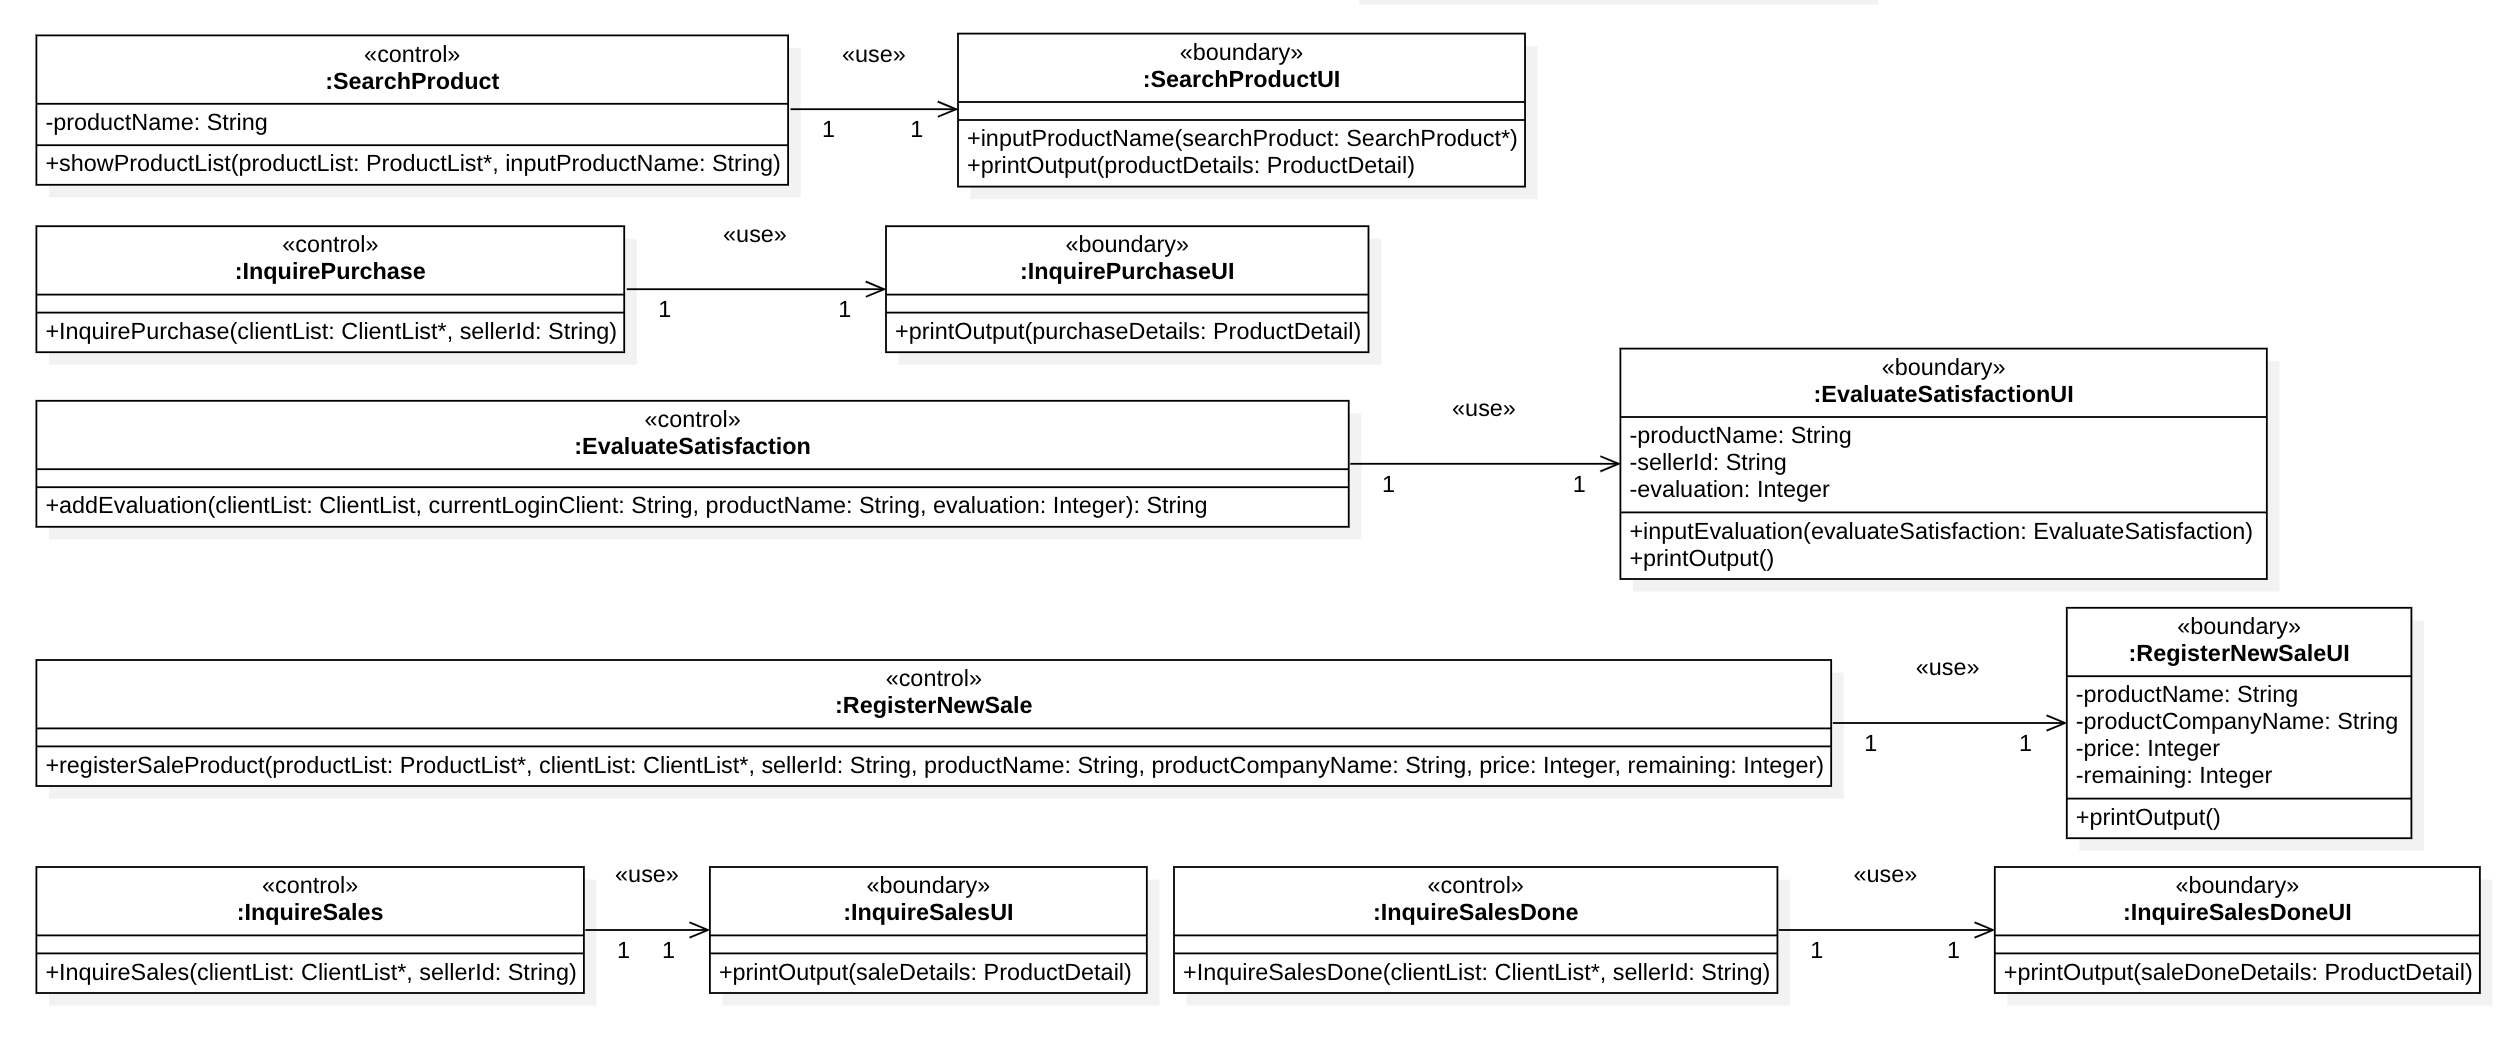 «control»
:SearchProduct
-productName: String
+showProductList(productList: ProductList*, inputProductName: String)
«use»
1
1
«boundary»
:SearchProductUI
+inputProductName(searchProduct: SearchProduct*)
+printOutput(productDetails: ProductDetail)
«control»
:InquirePurchase
+InquirePurchase(clientList: ClientList*, sellerId: String)
«use»
1
1
«boundary»
:InquirePurchaseUI
+printOutput(purchaseDetails: ProductDetail)
«control»
:EvaluateSatisfaction
+addEvaluation(clientList: ClientList, currentLoginClient: String, productName: String, evaluation: Integer): String
«use»
1
1
«boundary»
:EvaluateSatisfactionUI
-productName: String
-sellerId: String
-evaluation: Integer
+inputEvaluation(evaluateSatisfaction: EvaluateSatisfaction)
+printOutput()
«control»
:RegisterNewSale
+registerSaleProduct(productList: ProductList*, clientList: ClientList*, sellerId: String, productName: String, productCompanyName: String, price: Integer, remaining: Integer)
«use»
1
1
«boundary»
:RegisterNewSaleUI
-productName: String
-productCompanyName: String
-price: Integer
-remaining: Integer
+printOutput()
«control»
:InquireSales
+InquireSales(clientList: ClientList*, sellerId: String)
«use»
1
1
«boundary»
:InquireSalesUI
+printOutput(saleDetails: ProductDetail)
«control»
:InquireSalesDone
+InquireSalesDone(clientList: ClientList*, sellerId: String)
«use»
1
1
«boundary»
:InquireSalesDoneUI
+printOutput(saleDoneDetails: ProductDetail)